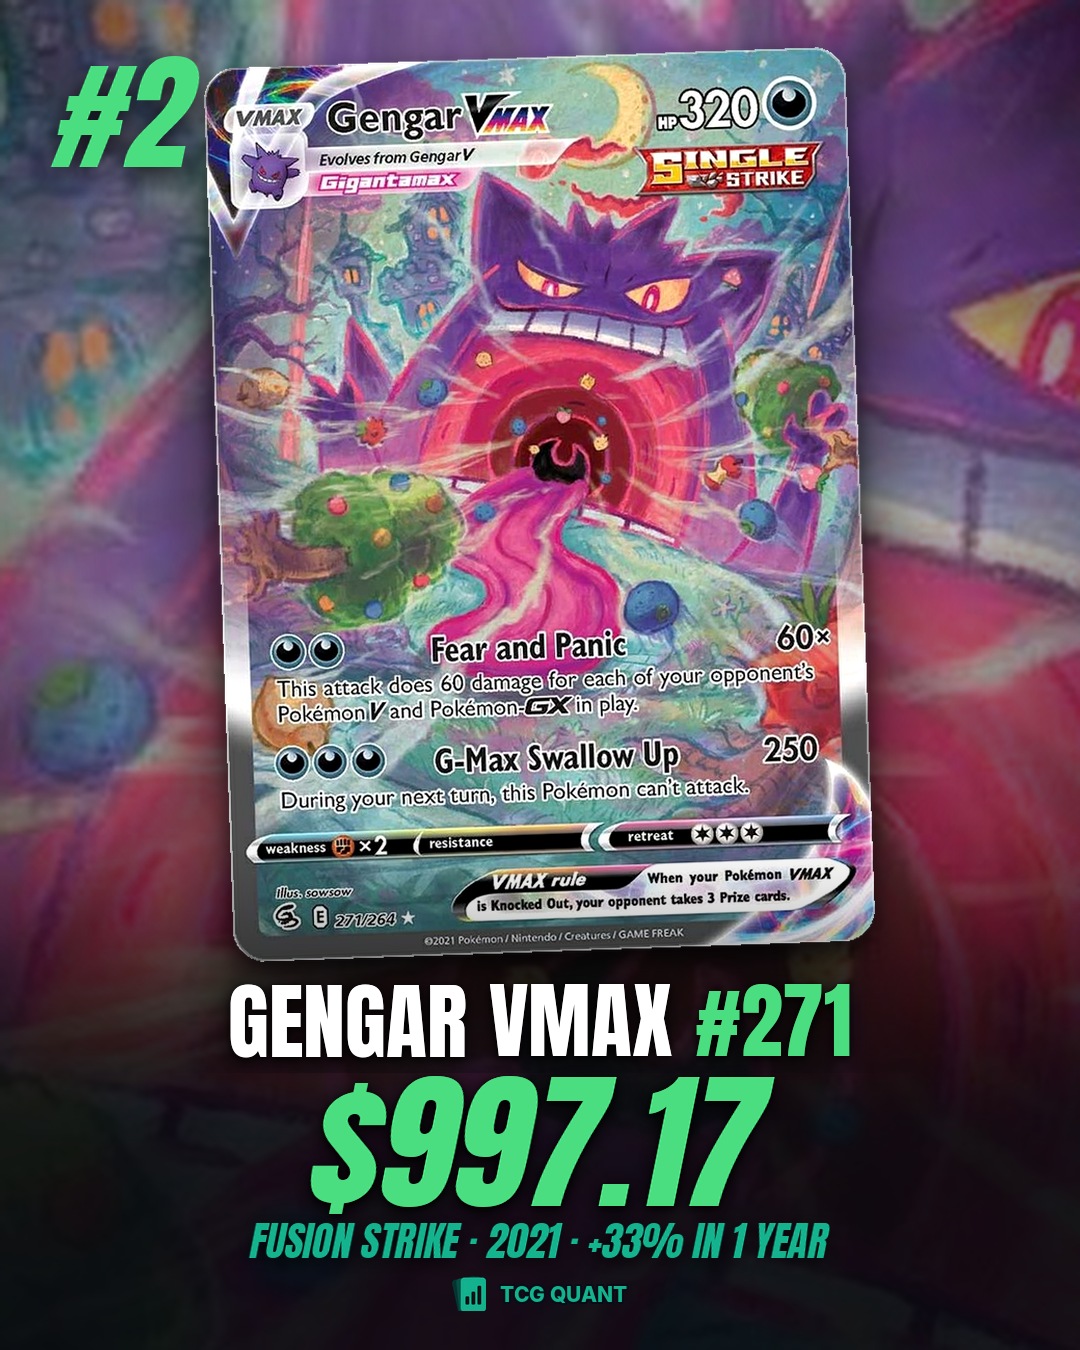 #2
VMAX
Gengar VMAX
HP 320
Evolves from Gengar V
Gigantamax
SINGLE
STRIKE
Fear and Panic 60×
This attack does 60 damage for each of your opponent's
Pokémon V and Pokémon-GX in play.
G-Max Swallow Up 250
During your next turn, this Pokémon can't attack.
weakness ×2 resistance retreat
VMAX rule When your Pokémon VMAX
is Knocked Out, your opponent takes 3 Prize cards.
Illus. sowsow
E 271/264 ★
©2021 Pokémon / Nintendo / Creatures / GAME FREAK
GENGAR VMAX #271
$997.17
FUSION STRIKE · 2021 · +33% IN 1 YEAR
TCG QUANT